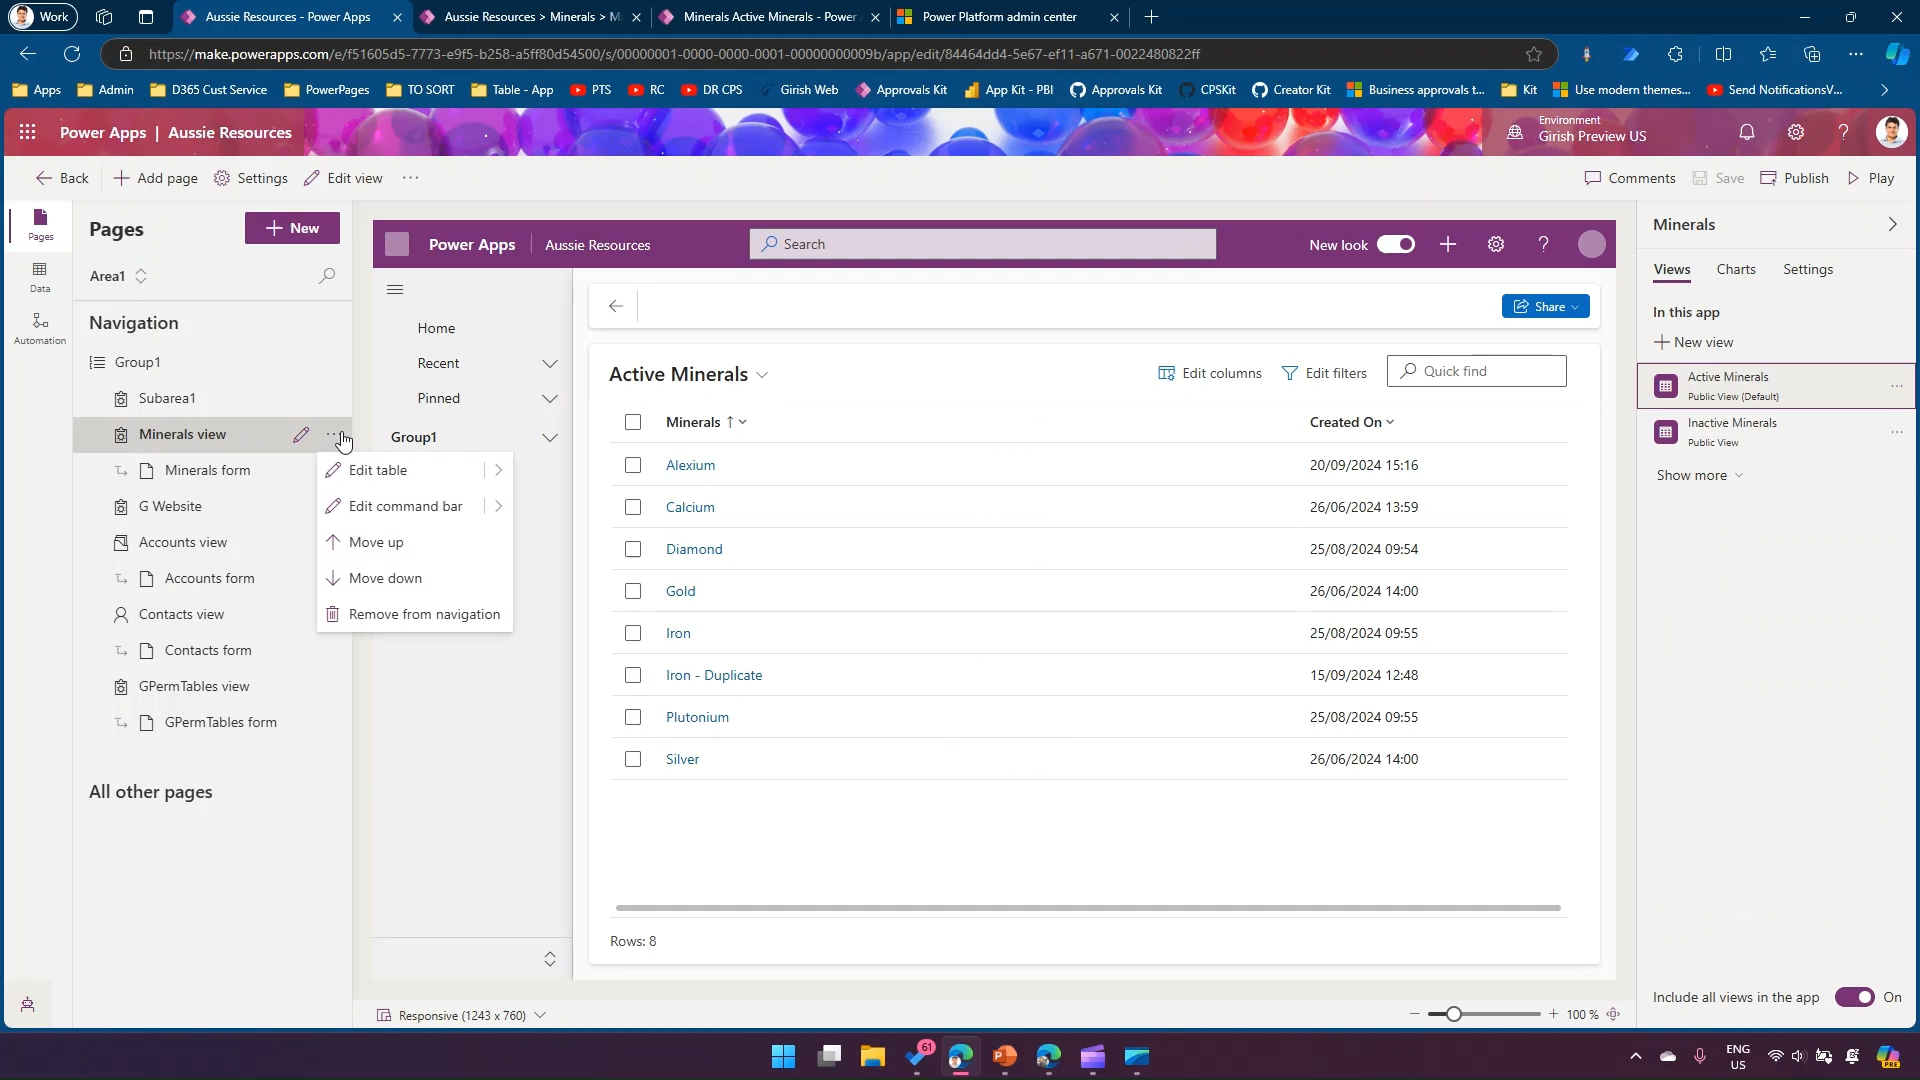 Work
Aussie Resources - Power Apps
Aussie Resources > Minerals > M
Minerals Active Minerals - Power
Power Platform admin center
https://make.powerapps.com/e/f51605d5-7773-e9f5-b258-a5ff80d54500/s/00000001-0000-0000-0001-00000000009b/app/edit/84464dd4-5e67-ef11-a671-0022480822ff
Apps
Admin
D365 Cust Service
PowerPages
TO SORT
Table - App
PTS
RC
DR CPS
Girish Web
Approvals Kit
App Kit - PBI
Approvals Kit
CPSKit
Creator Kit
Business approvals t...
Kit
Use modern themes...
Send NotificationsV...
Power Apps | Aussie Resources
Environment
Girish Preview US
Back
Add page
Settings
Edit view
Comments
Save
Publish
Play
Pages
Data
Automation
Pages
New
Area1
Navigation
Group1
Subarea1
Minerals view
Minerals form
G Website
Accounts view
Accounts form
Contacts view
Contacts form
GPermTables view
GPermTables form
All other pages
Edit table
Edit command bar
Move up
Move down
Remove from navigation
Power Apps
Aussie Resources
Search
New look
Home
Recent
Pinned
Group1
Share
Active Minerals
Edit columns
Edit filters
Quick find
Minerals
Created On
Alexium 20/09/2024 15:16
Calcium 26/06/2024 13:59
Diamond 25/08/2024 09:54
Gold 26/06/2024 14:00
Iron 25/08/2024 09:55
Iron - Duplicate 15/09/2024 12:48
Plutonium 25/08/2024 09:55
Silver 26/06/2024 14:00
Rows: 8
Responsive (1243 x 760)
100 %
Minerals
Views
Charts
Settings
In this app
New view
Active Minerals
Public View (Default)
Inactive Minerals
Public View
Show more
Include all views in the app
On
61
ENG
US
PRE